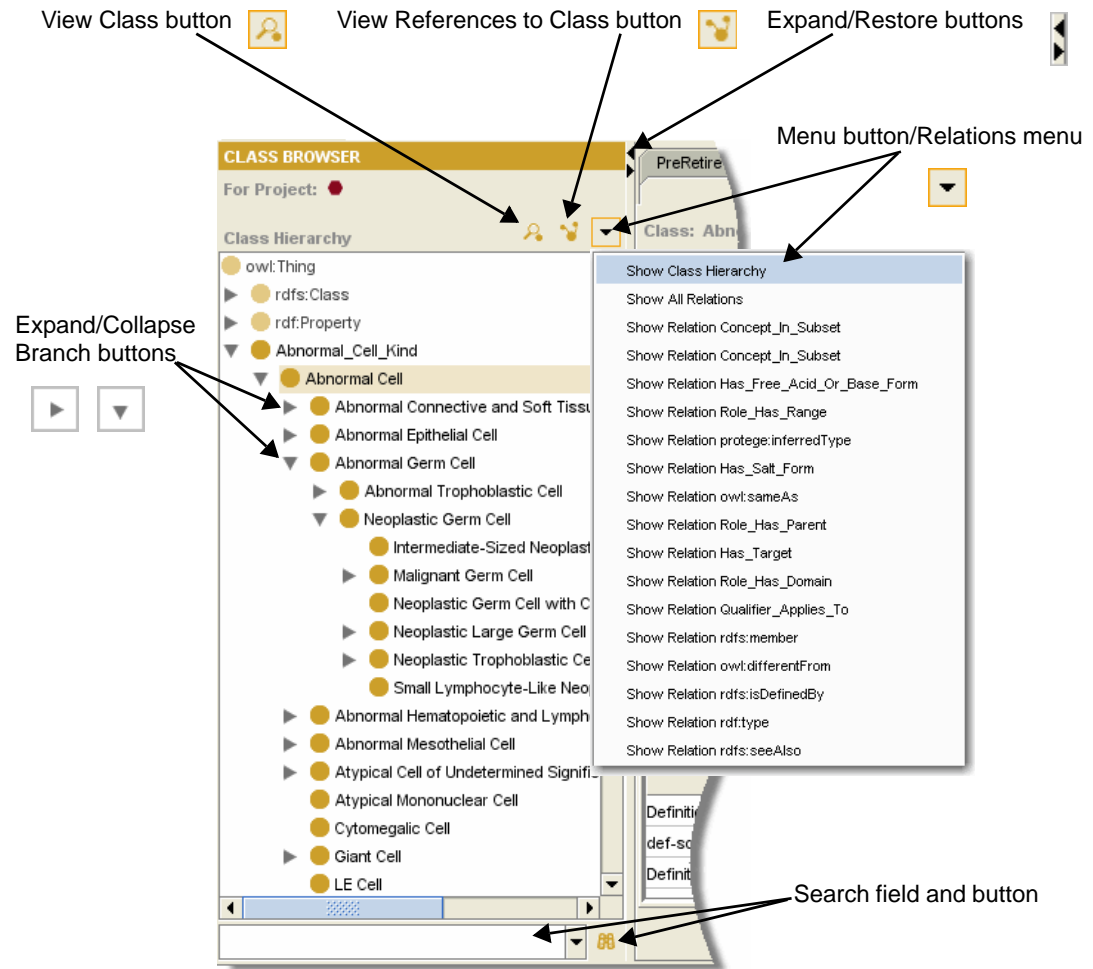 View Class button
View References to Class button
Expand/Restore buttons
Menu button/Relations menu
CLASS BROWSER
PreRetire
For Project:
Class Hierarchy
Class: Abn
owl:Thing
rdfs:Class
rdf:Property
Abnormal_Cell_Kind
Abnormal Cell
Expand/Collapse
Branch buttons
Abnormal Connective and Soft Tissu
Abnormal Epithelial Cell
Abnormal Germ Cell
Abnormal Trophoblastic Cell
Neoplastic Germ Cell
Intermediate-Sized Neoplast
Malignant Germ Cell
Neoplastic Germ Cell with C
Neoplastic Large Germ Cell
Neoplastic Trophoblastic Ce
Small Lymphocyte-Like Neo
Abnormal Hematopoietic and Lymph
Abnormal Mesothelial Cell
Atypical Cell of Undetermined Signifi
Atypical Mononuclear Cell
Cytomegalic Cell
Giant Cell
LE Cell
Show Class Hierarchy
Show All Relations
Show Relation Concept_In_Subset
Show Relation Concept_In_Subset
Show Relation Has_Free_Acid_Or_Base_Form
Show Relation Role_Has_Range
Show Relation protege:inferredType
Show Relation Has_Salt_Form
Show Relation owl:sameAs
Show Relation Role_Has_Parent
Show Relation Has_Target
Show Relation Role_Has_Domain
Show Relation Qualifier_Applies_To
Show Relation rdfs:member
Show Relation owl:differentFrom
Show Relation rdfs:isDefinedBy
Show Relation rdf:type
Show Relation rdfs:seeAlso
Definitio
def-so
Definit
Search field and button